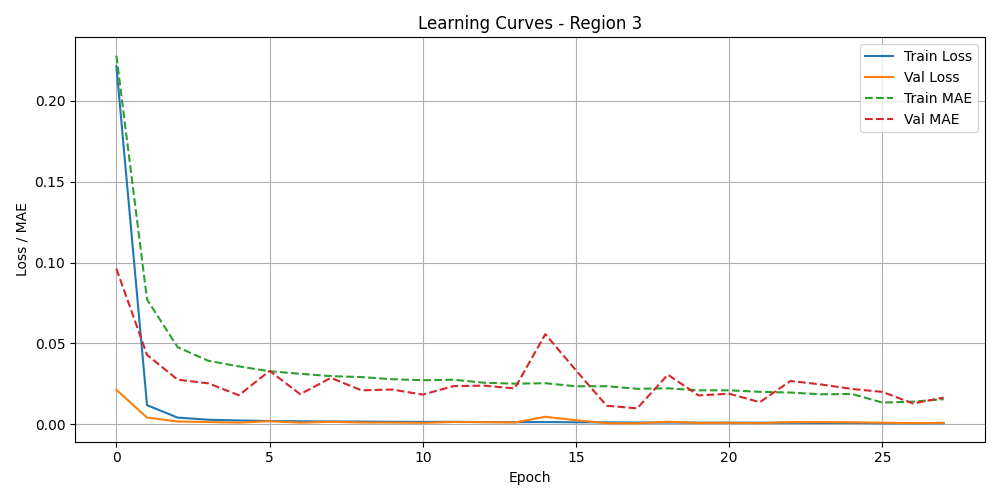 Learning Curves - Region 3
Train Loss
Val Loss
Train MAE
Val MAE
Loss / MAE
0.20
0.15
0.10
0.05
0.00
0 5 10 15 20 25
Epoch